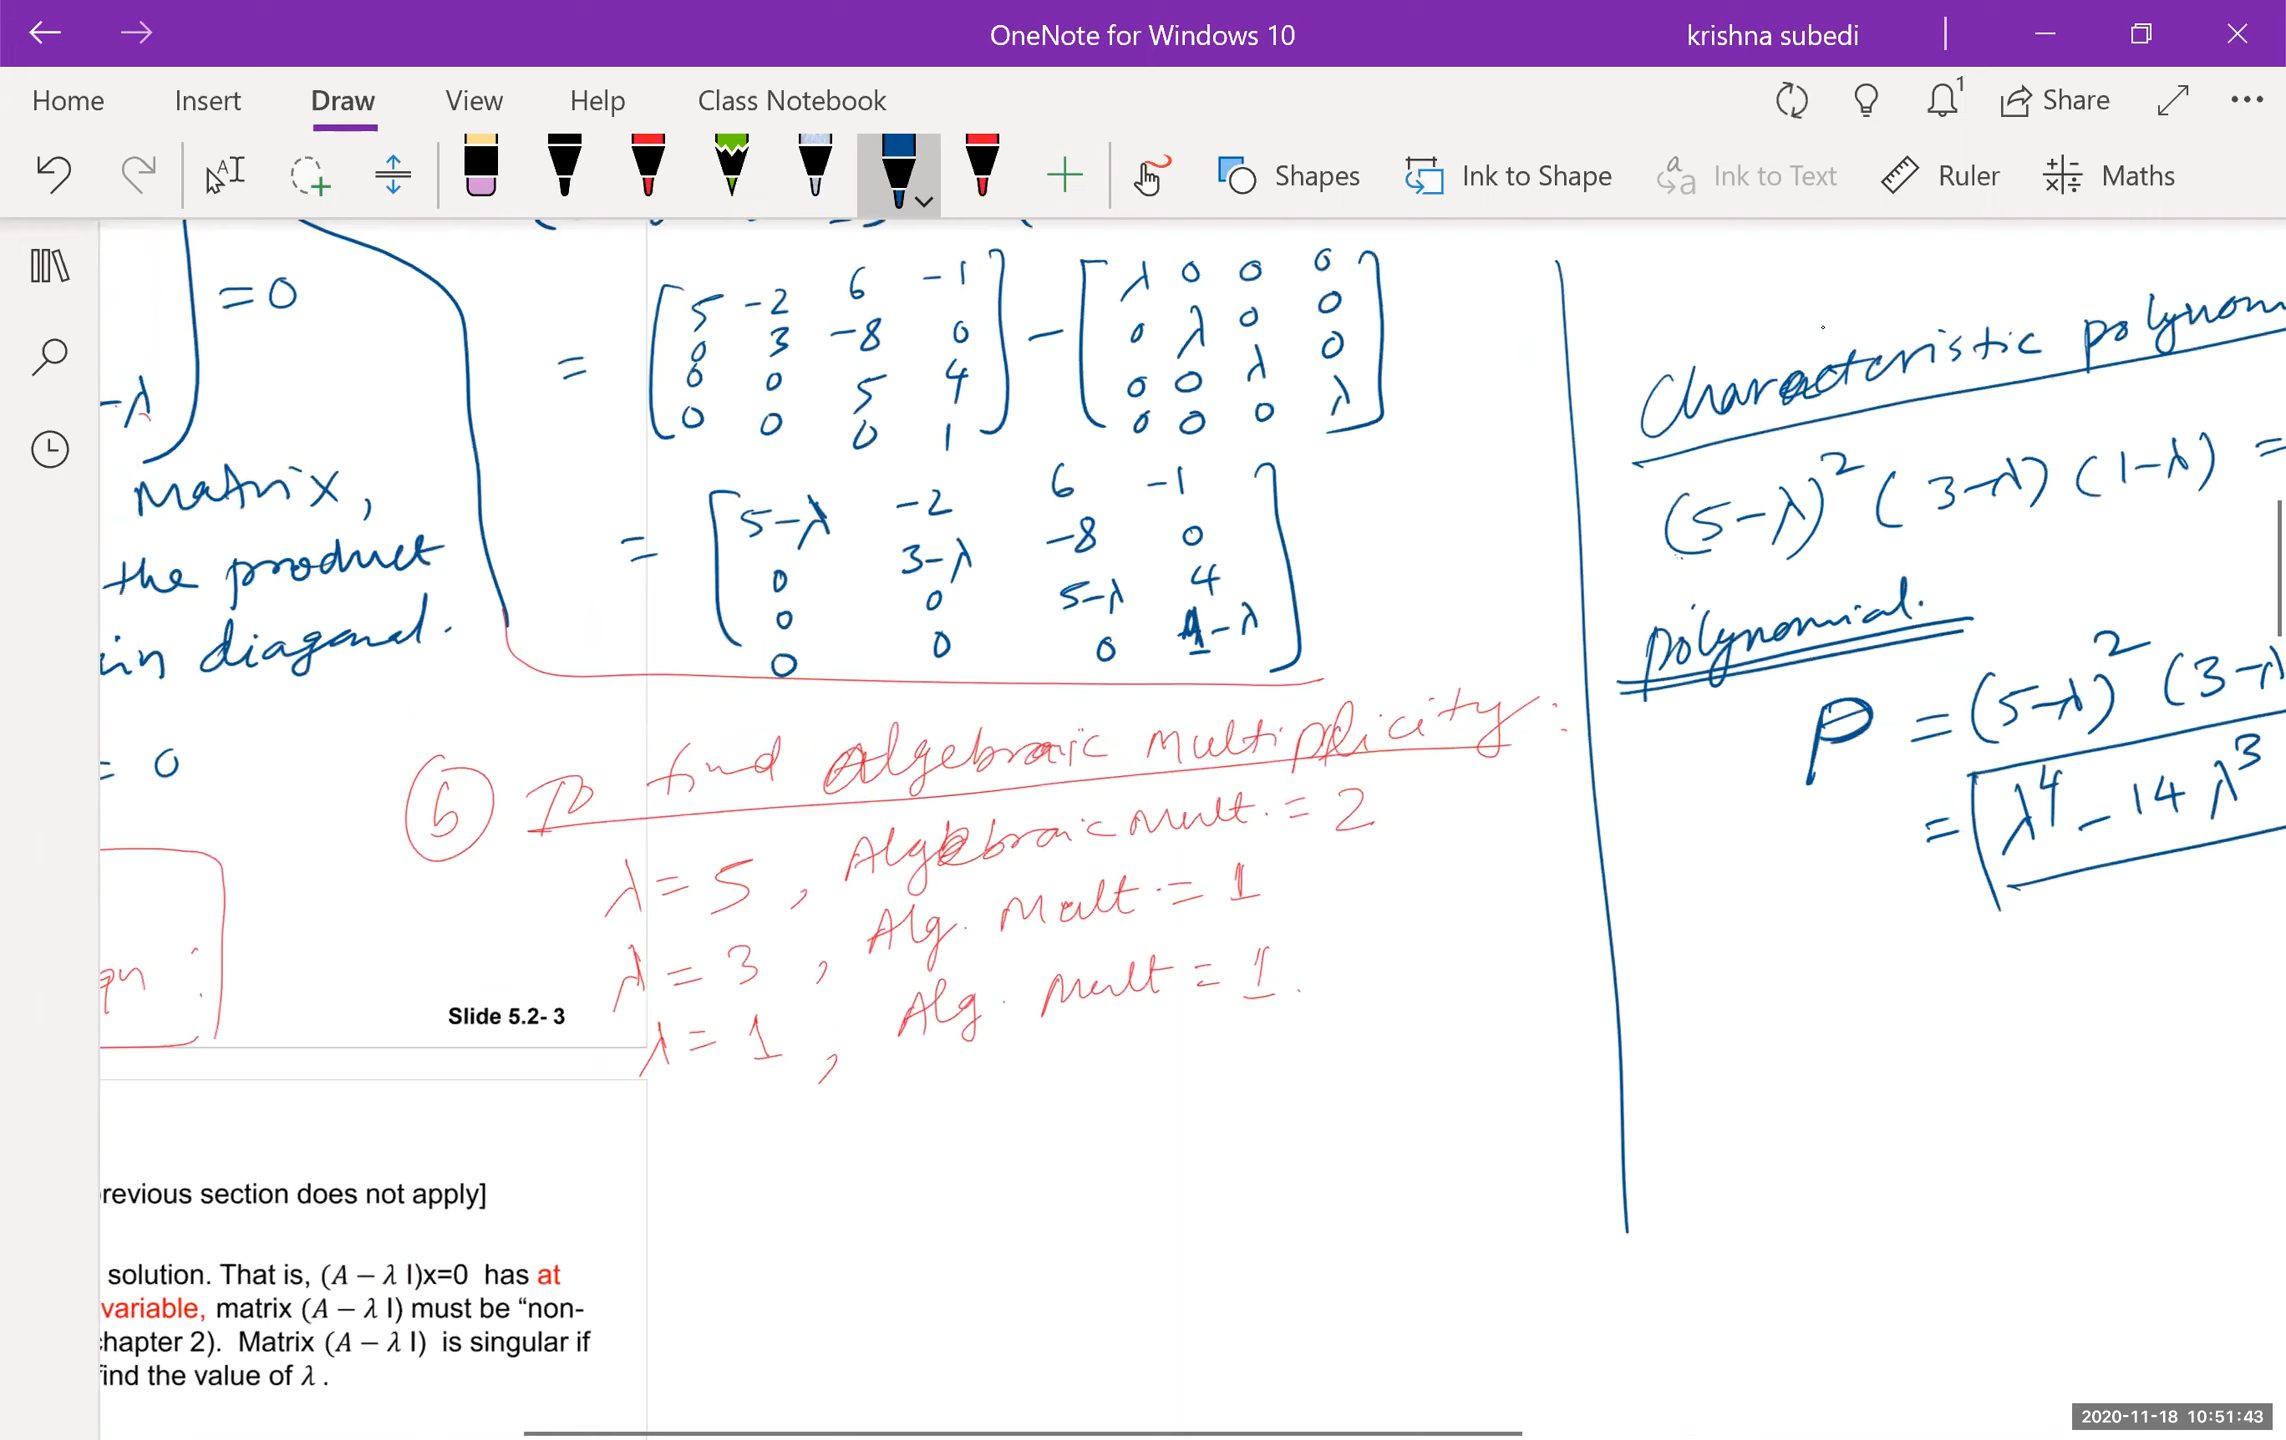 OneNote for Windows 10
krishna subedi
Home Insert Draw View Help Class Notebook
1
Share
Shapes Ink to Shape Ink to Text Ruler Maths
= 0
-λ
Matrix,
the product
in diagonal.
= 0
qn :
= [ 5 -2 6 -1 ] - [ λ 0 0 0 ]
0 3 -8 0 0 λ 0 0
0 0 5 4 0 0 λ 0
0 0 0 1 0 0 0 λ
= [ 5-λ -2 6 -1 ]
0 3-λ -8 0
0 0 5-λ 4
0 0 0 1-λ
To find Algebraic Multiplicity :
λ = 5 , Algebraic Mult. = 2
λ = 3 , Alg. Mult. = 1
λ = 1 , Alg. Mult = 1.
Characteristic polynom
(5-λ)² (3-λ) (1-λ) =
polynomial.
P = (5-λ)² (3-λ
= λ⁴ - 14 λ³
Slide 5.2- 3
revious section does not apply]
solution. That is, (A − λ I)x=0 has at
variable, matrix (A − λ I) must be “non-
chapter 2). Matrix (A − λ I) is singular if
find the value of λ .
2020-11-18 10:51:43